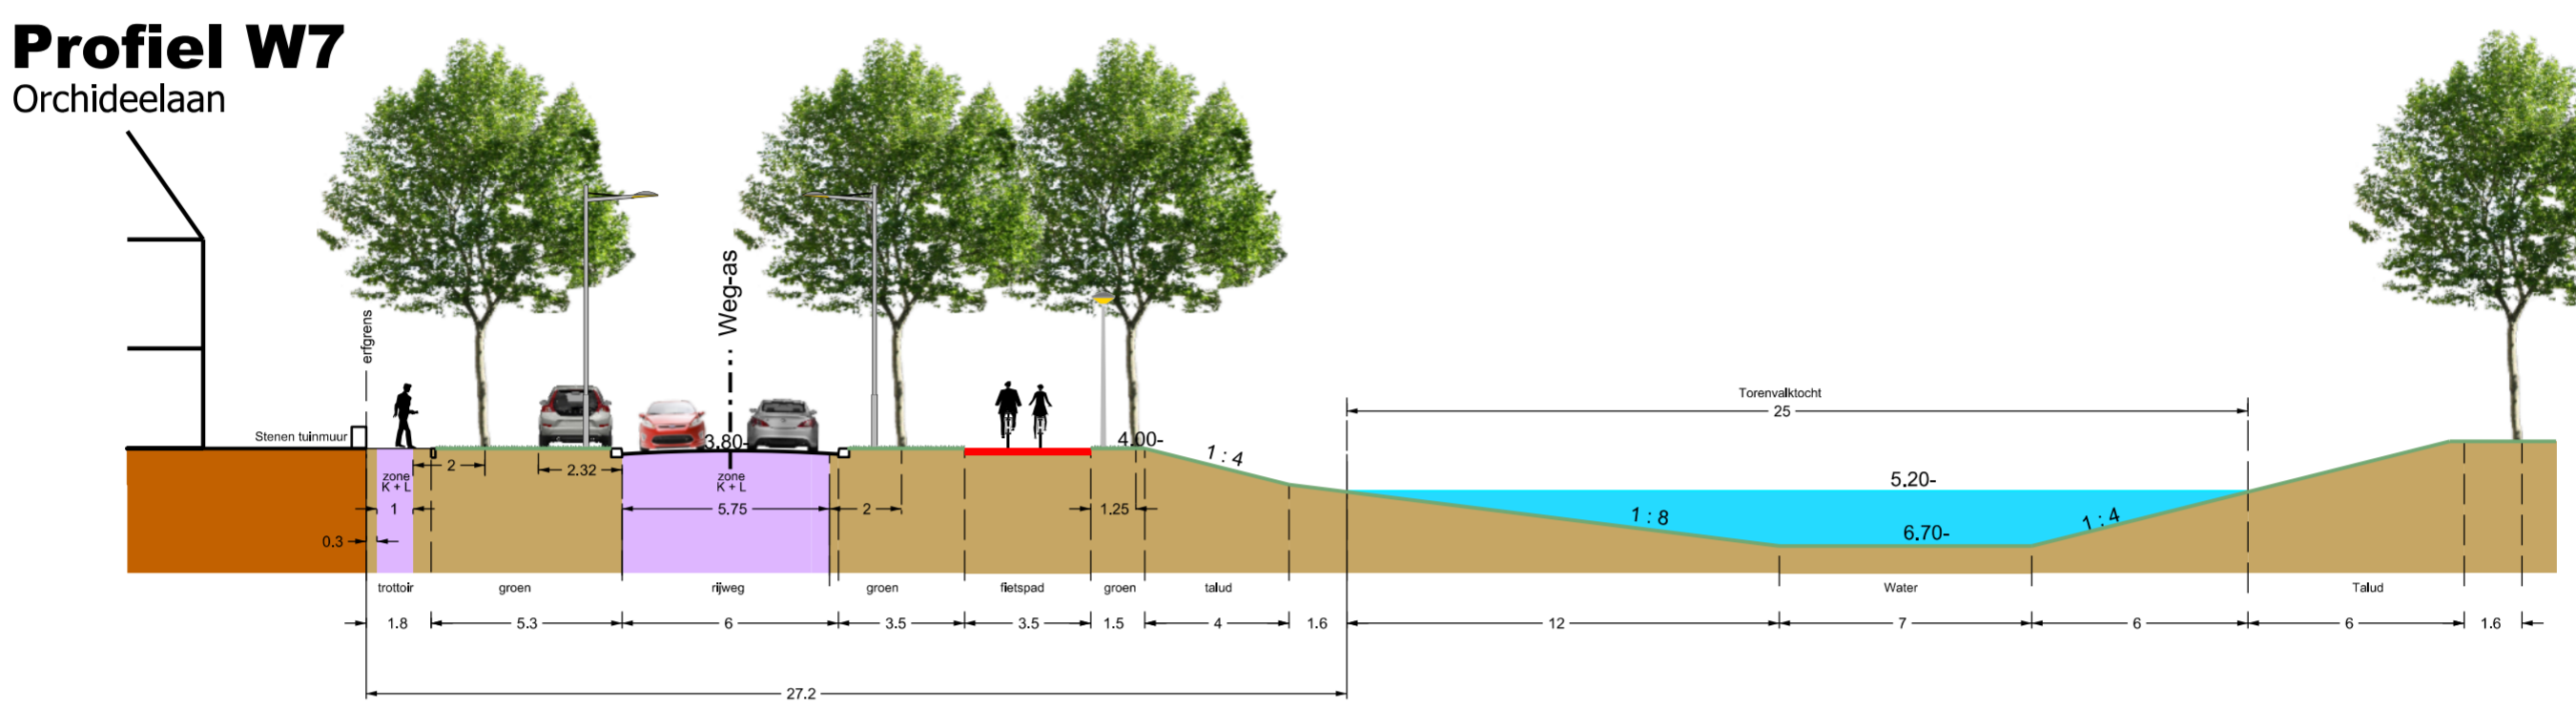 Profiel W7
Orchideelaan
Weg-as
erfgrens
Torenvalktocht
25
Stenen tuinmuur
3.80-
4.00-
1 : 4
2
2.32
zone
K + L
zone
K + L
5.20-
1
5.75
2
1.25
1 : 8
1 : 4
6.70-
0.3
trottoir
groen
rijweg
groen
fietspad
groen
talud
Water
Talud
1.8
5.3
6
3.5
3.5
1.5
4
1.6
12
7
6
6
1.6
27.2